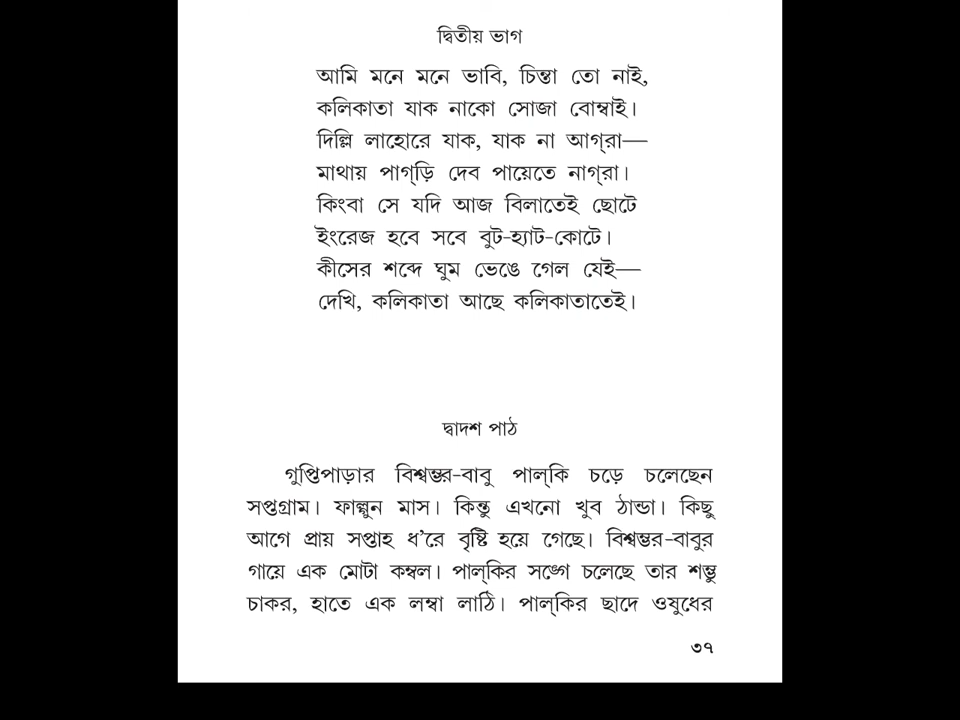 দ্বিতীয় ভাগ
আমি মনে মনে ভাবি, চিন্তা তো নাই,
কলিকাতা যাক নাকো সোজা বোম্বাই।
দিল্লি লাহোরে যাক, যাক না আগ্‌রা—
মাথায় পাগ্‌ড়ি দেব পায়েতে নাগ্‌রা।
কিংবা সে যদি আজ বিলাতেই ছোটে
ইংরেজ হবে সবে বুট-হ্যাট-কোটে।
কীসের শব্দে ঘুম ভেঙে গেল যেই—
দেখি, কলিকাতা আছে কলিকাতাতেই।
দ্বাদশ পাঠ
গুপ্তিপাড়ার বিশ্বম্ভর-বাবু পাল্‌কি চড়ে চলেছেন
সপ্তগ্রাম। ফাল্গুন মাস। কিন্তু এখনো খুব ঠান্ডা। কিছু
আগে প্রায় সপ্তাহ ধ’রে বৃষ্টি হয়ে গেছে। বিশ্বম্ভর-বাবুর
গায়ে এক মোটা কম্বল। পাল্‌কির সঙ্গে চলেছে তার শম্ভু
চাকর, হাতে এক লম্বা লাঠি। পাল্‌কির ছাদে ওষুধের
৩৭